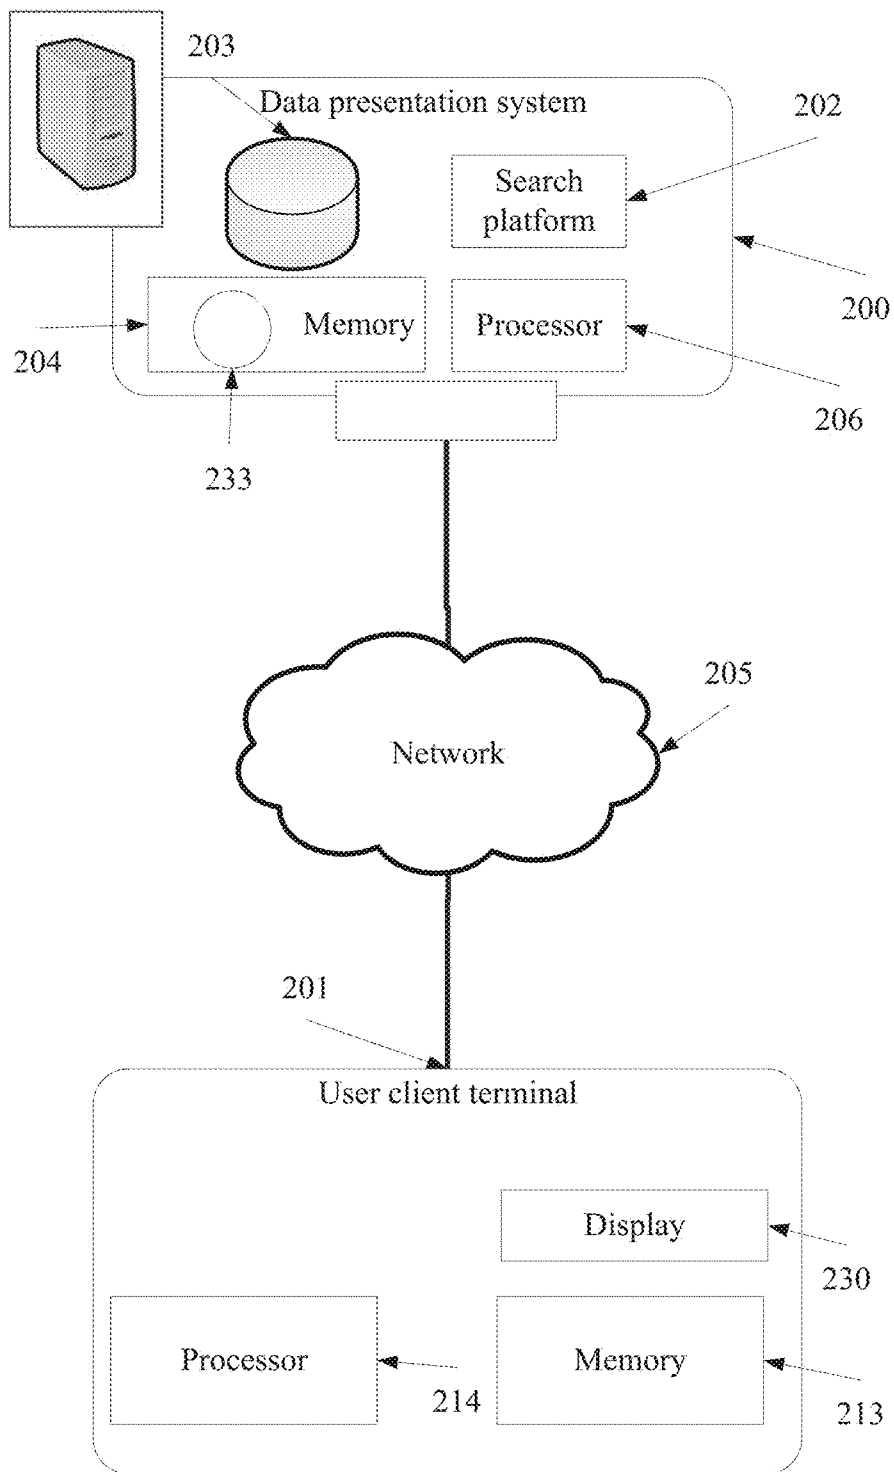 203
Data presentation system
202
Search
platform
200
Memory
Processor
204
206
233
205
Network
201
User client terminal
Display
230
Processor
Memory
214
213